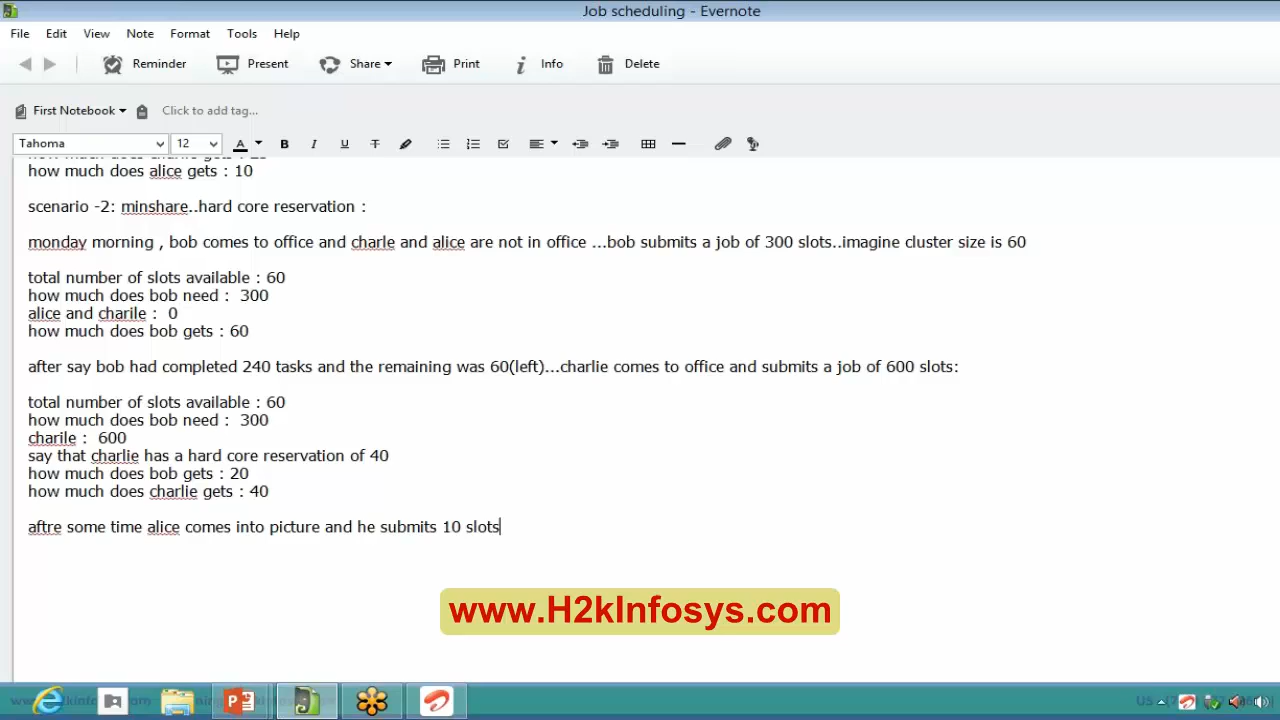 Job scheduling - Evernote
File Edit View Note Format Tools Help
Reminder Present Share Print Info Delete
First Notebook Click to add tag...
Tahoma 12 A B I U T
how much does alice gets : 10
scenario -2: minshare..hard core reservation :
monday morning , bob comes to office and charle and alice are not in office ...bob submits a job of 300 slots..imagine cluster size is 60
total number of slots available : 60
how much does bob need : 300
alice and charile : 0
how much does bob gets : 60
after say bob had completed 240 tasks and the remaining was 60(left)...charlie comes to office and submits a job of 600 slots:
total number of slots available : 60
how much does bob need : 300
charile : 600
say that charlie has a hard core reservation of 40
how much does bob gets : 20
how much does charlie gets : 40
aftre some time alice comes into picture and he submits 10 slots
www.H2kInfosys.com